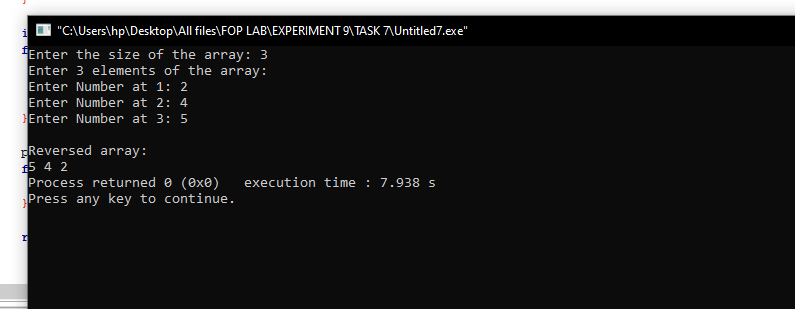 "C:\Users\hp\Desktop\All files\FOP LAB\EXPERIMENT 9\TASK 7\Untitled7.exe"
Enter the size of the array: 3
Enter 3 elements of the array:
Enter Number at 1: 2
Enter Number at 2: 4
Enter Number at 3: 5
Reversed array:
5 4 2
Process returned 0 (0x0)   execution time : 7.938 s
Press any key to continue.